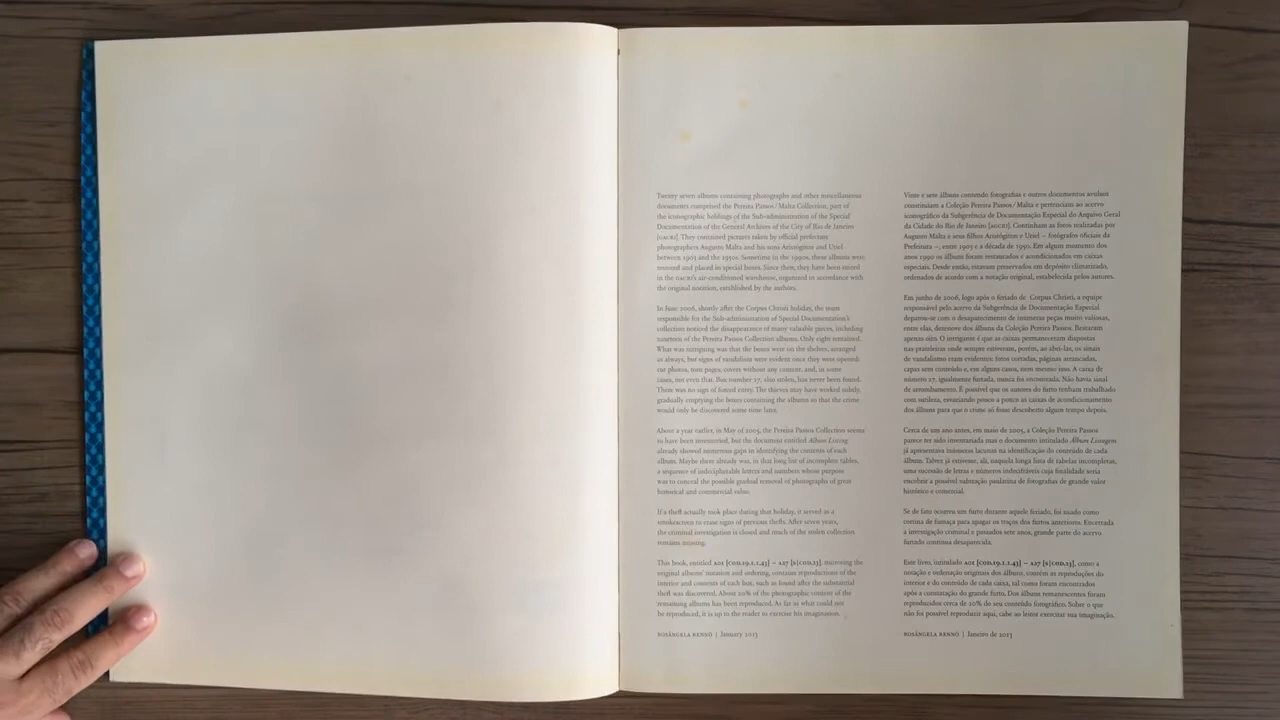 Twenty seven albums containing photographs and other miscellaneous
documents comprised the Pereira Passos/Malta Collection, part of
the iconographic holdings of the Sub-administration of the Special
Documentation of the General Archives of the City of Rio de Janeiro
[AGCRJ]. They contained pictures taken by official prefecture
photographers Augusto Malta and his sons Aristógiton and Uriel
between 1903 and the 1950s. Sometime in the 1990s, these albums were
restored and placed in special boxes. Since then, they have been stored
in the AGCRJ's air-conditioned warehouse, organized in accordance with
the original notation, established by the authors.
In June 2006, shortly after the Corpus Christi holiday, the team
responsible for the Sub-administration of Special Documentation's
collection noticed the disappearance of many valuable pieces, including
nineteen of the Pereira Passos Collection albums. Only eight remained.
What was intriguing was that the boxes were on the shelves, arranged
as always, but signs of vandalism were evident once they were opened:
cut photos, torn pages, covers without any content, and, in some
cases, not even that. Box number 27, also stolen, has never been found.
There was no sign of forced entry. The thieves may have worked subtly,
gradually emptying the boxes containing the albums so that the crime
would only be discovered some time later.
About a year earlier, in May of 2005, the Pereira Passos Collection seems
to have been inventoried, but the document entitled Album Listing
already showed numerous gaps in identifying the contents of each
album. Maybe there already was, in that long list of incomplete tables,
a sequence of indecipherable letters and numbers whose purpose
was to conceal the possible gradual removal of photographs of great
historical and commercial value.
If a theft actually took place during that holiday, it served as a
smokescreen to erase signs of previous thefts. After seven years,
the criminal investigation is closed and much of the stolen collection
remains missing.
This book, entitled A01 [COD.19.1.1.43] – A27 [S|COD.23], mirroring the
original albums' notation and ordering, contains reproductions of the
interior and contents of each box, such as found after the substantial
theft was discovered. About 20% of the photographic content of the
remaining albums has been reproduced. As far as what could not
be reproduced, it is up to the reader to exercise his imagination.
ROSÂNGELA RENNÓ | January 2013
Vinte e sete álbuns contendo fotografias e outros documentos avulsos
constituíam a Coleção Pereira Passos/Malta e pertenciam ao acervo
iconográfico da Subgerência de Documentação Especial do Arquivo Geral
da Cidade do Rio de Janeiro [AGCRJ]. Continham as fotos realizadas por
Augusto Malta e seus filhos Aristógiton e Uriel – fotógrafos oficiais da
Prefeitura –, entre 1903 e a década de 1950. Em algum momento dos
anos 1990 os álbum foram restaurados e acondicionados em caixas
especiais. Desde então, estavam preservados em depósito climatizado,
ordenados de acordo com a notação original, estabelecida pelos autores.
Em junho de 2006, logo após o feriado de Corpus Christi, a equipe
responsável pelo acervo da Subgerência de Documentação Especial
deparou-se com o desaparecimento de inúmeras peças muito valiosas,
entre elas, dezenove dos álbuns da Coleção Pereira Passos. Restaram
apenas oito. O intrigante é que as caixas permaneceram dispostas
nas prateleiras onde sempre estiveram, porém, ao abri-las, os sinais
de vandalismo eram evidentes: fotos cortadas, páginas arrancadas,
capas sem conteúdo e, em alguns casos, nem mesmo isso. A caixa de
número 27, igualmente furtada, nunca foi encontrada. Não havia sinal
de arrombamento. É possível que os autores do furto tenham trabalhado
com sutileza, esvaziando pouco a pouco as caixas de acondicionamento
dos álbuns para que o crime só fosse descoberto algum tempo depois.
Cerca de um ano antes, em maio de 2005, a Coleção Pereira Passos
parece ter sido inventariada mas o documento intitulado Álbum Listagem
já apresentava inúmeras lacunas na identificação do conteúdo de cada
álbum. Talvez já estivesse, ali, naquela longa lista de tabelas incompletas,
uma sucessão de letras e números indecifráveis cuja finalidade seria
encobrir a possível subtração paulatina de fotografias de grande valor
histórico e comercial.
Se de fato ocorreu um furto durante aquele feriado, foi usado como
cortina de fumaça para apagar os traços dos furtos anteriores. Encerrada
a investigação criminal e passados sete anos, grande parte do acervo
furtado continua desaparecida.
Este livro, intitulado A01 [COD.19.1.1.43] – A27 [S|COD.23], como a
notação e ordenação originais dos álbuns, contém as reproduções do
interior e do conteúdo de cada caixa, tal como foram encontrados
após a constatação do grande furto. Dos álbuns remanescentes foram
reproduzidos cerca de 20% do seu conteúdo fotográfico. Sobre o que
não foi possível reproduzir aqui, cabe ao leitor exercitar sua imaginação.
ROSÂNGELA RENNÓ | Janeiro de 2013